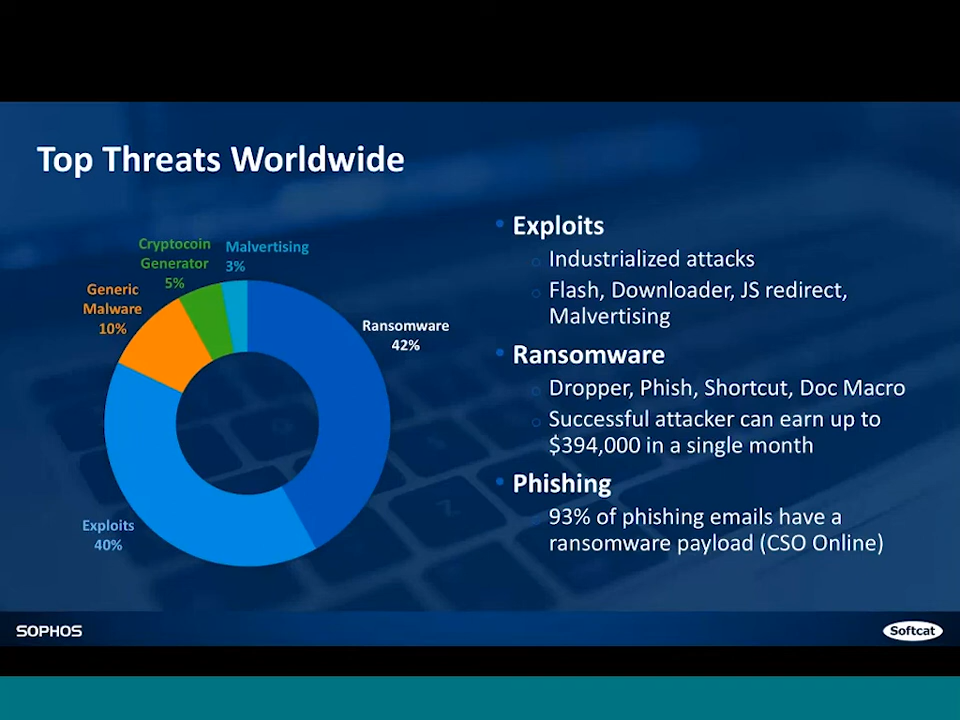 Top Threats Worldwide
Cryptocoin
Generator
5%
Malvertising
3%
Generic
Malware
10%
Ransomware
42%
Exploits
40%
• Exploits
○ Industrialized attacks
○ Flash, Downloader, JS redirect,
Malvertising
• Ransomware
○ Dropper, Phish, Shortcut, Doc Macro
○ Successful attacker can earn up to
$394,000 in a single month
• Phishing
○ 93% of phishing emails have a
ransomware payload (CSO Online)
SOPHOS
Softcat